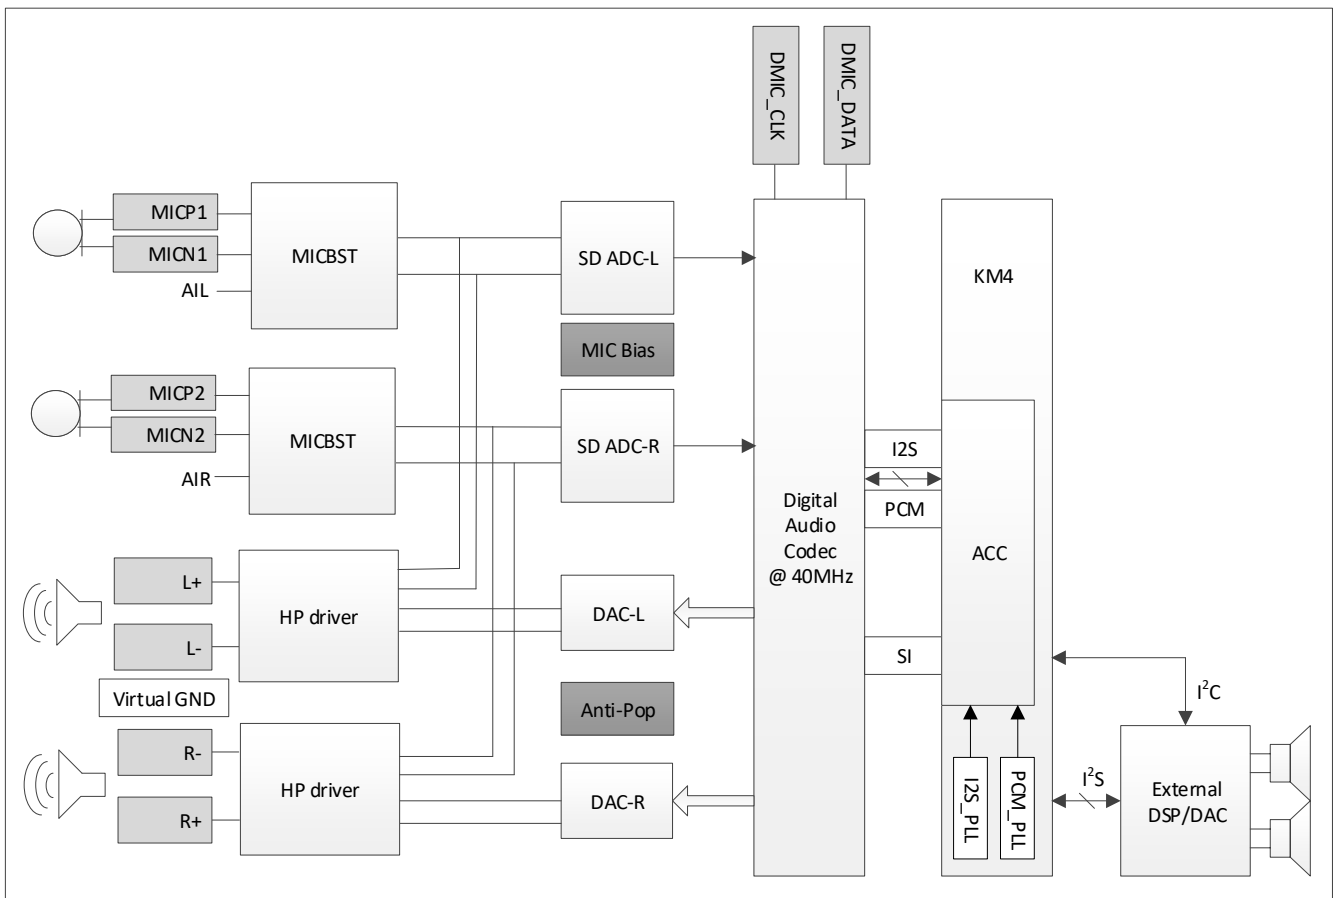 DMIC_CLK
DMIC_DATA
MICP1
MICN1
AIL
MICBST
SD ADC-L
MIC Bias
KM4
MICP2
MICN2
AIR
MICBST
SD ADC-R
I2S
PCM
Digital
Audio
Codec
@ 40MHz
ACC
L+
L-
HP driver
DAC-L
SI
Virtual GND
Anti-Pop
I²C
R-
R+
HP driver
DAC-R
I2S_PLL
PCM_PLL
I²S
External
DSP/DAC